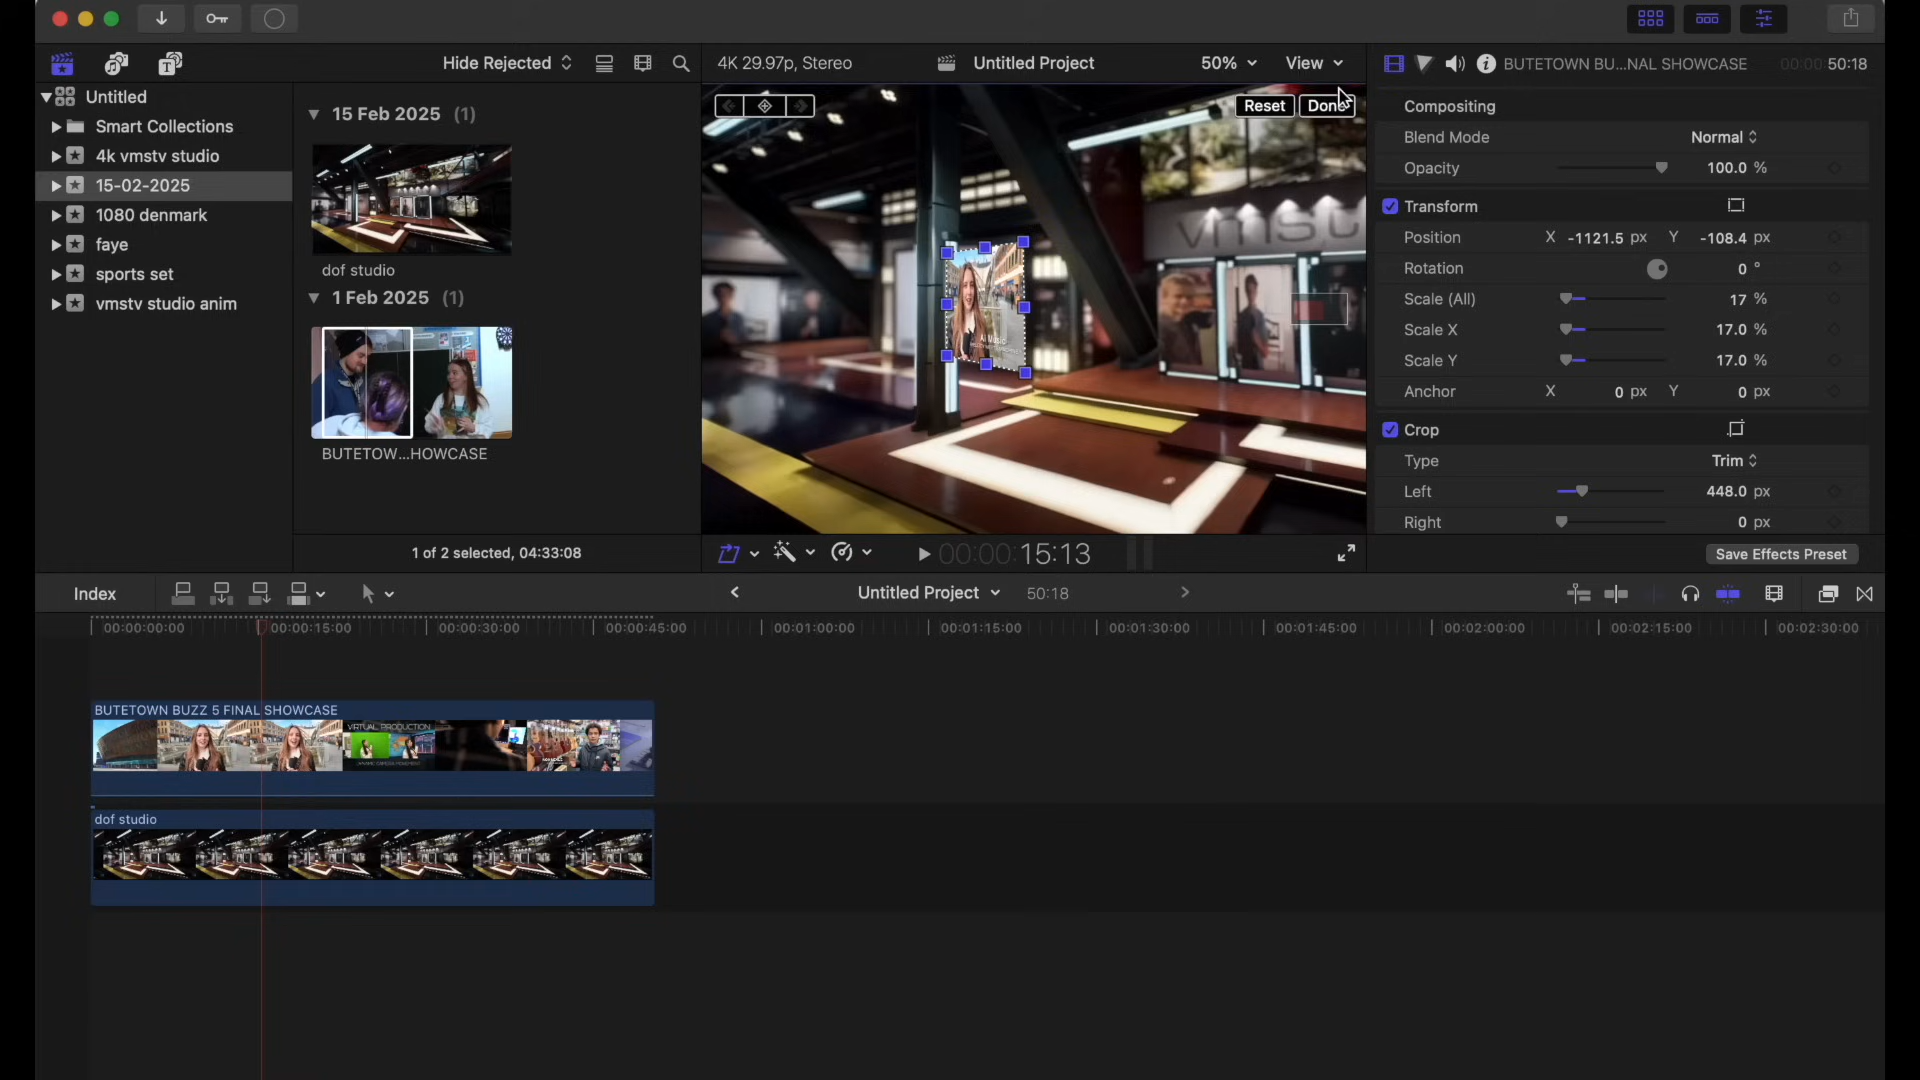 Hide Rejected
4K 29.97p, Stereo
Untitled Project
50%
View
BUTETOWN BU...NAL SHOWCASE
00:00:50:18
Untitled
Smart Collections
4k vmstv studio
15-02-2025
1080 denmark
faye
sports set
vmstv studio anim
15 Feb 2025 (1)
dof studio
1 Feb 2025 (1)
BUTETOW...HOWCASE
1 of 2 selected, 04:33:08
Reset
Done
vmst
Ai Music
00:00:15:13
Compositing
Blend Mode Normal
Opacity 100.0 %
Transform
Position X -1121.5 px Y -108.4 px
Rotation 0 °
Scale (All) 17 %
Scale X 17.0 %
Scale Y 17.0 %
Anchor X 0 px Y 0 px
Crop
Type Trim
Left 448.0 px
Right 0 px
Save Effects Preset
Index
Untitled Project
50:18
00:00:00:00 00:00:15:00 00:00:30:00 00:00:45:00 00:01:00:00 00:01:15:00 00:01:30:00 00:01:45:00 00:02:00:00 00:02:15:00 00:02:30:00
BUTETOWN BUZZ 5 FINAL SHOWCASE
VIRTUAL PRODUCTION
dof studio